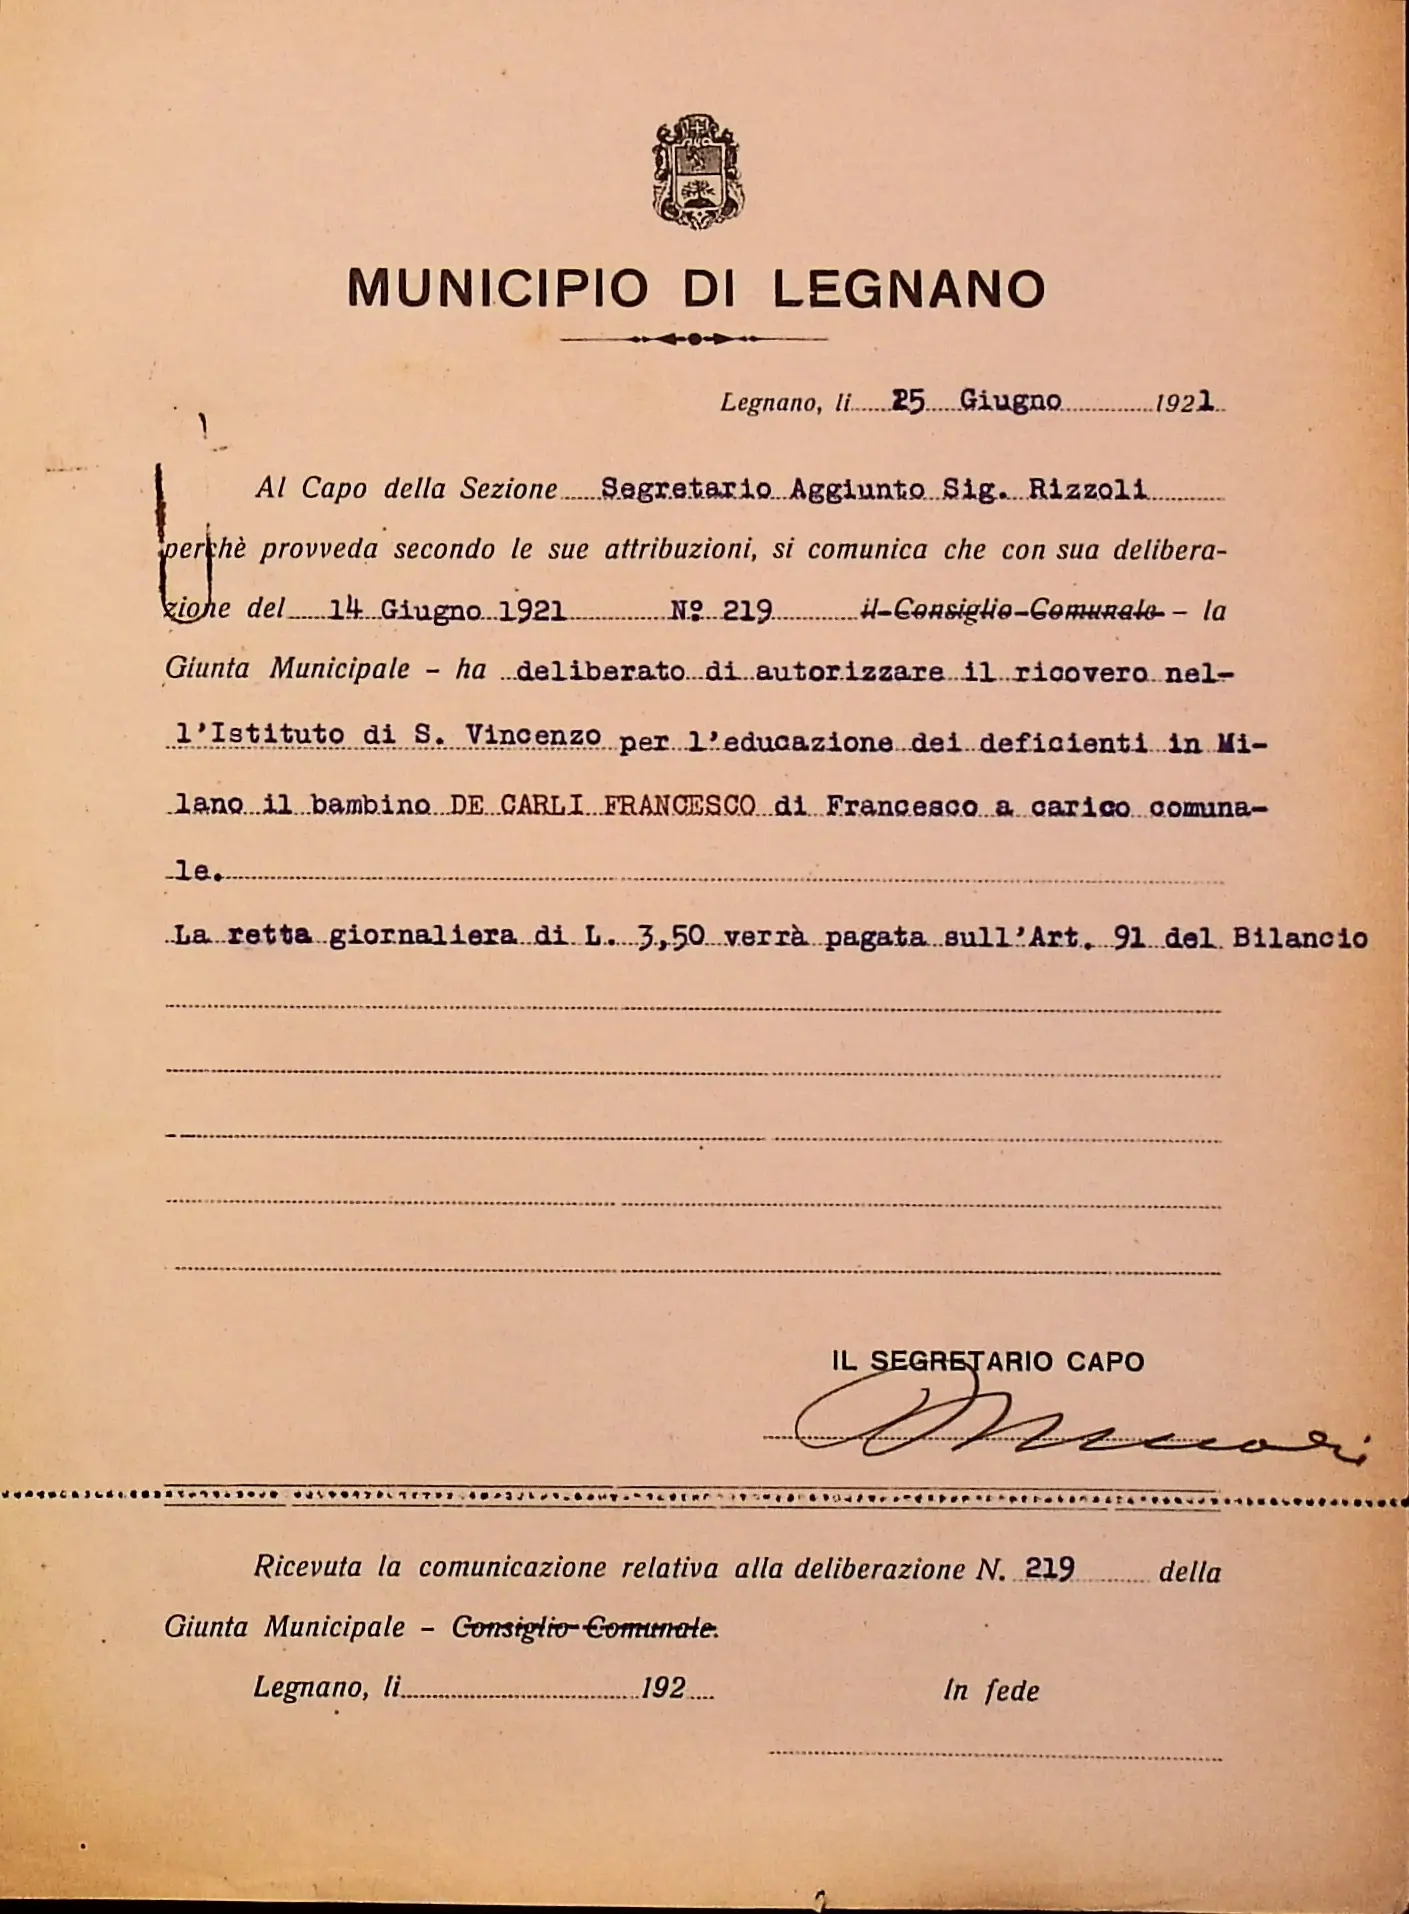 MUNICIPIO DI LEGNANO
Legnano, li 25 Giugno 1921
Al Capo della Sezione Segretario Aggiunto Sig. Rizzoli
perchè provveda secondo le sue attribuzioni, si comunica che con sua delibera-
zione del 14 Giugno 1921 Nº 219 il Consiglio Comunale - la
Giunta Municipale - ha deliberato di autorizzare il ricovero nel-
l'Istituto di S. Vincenzo per l'educazione dei deficienti in Mi-
lano il bambino DE CARLI FRANCESCO di Francesco a carico comuna-
le.
La retta giornaliera di L. 3,50 verrà pagata sull'Art. 91 del Bilancio
IL SEGRETARIO CAPO
Ricevuta la comunicazione relativa alla deliberazione N. 219 della
Giunta Municipale - Consiglio Comunale.
Legnano, li 192 In fede